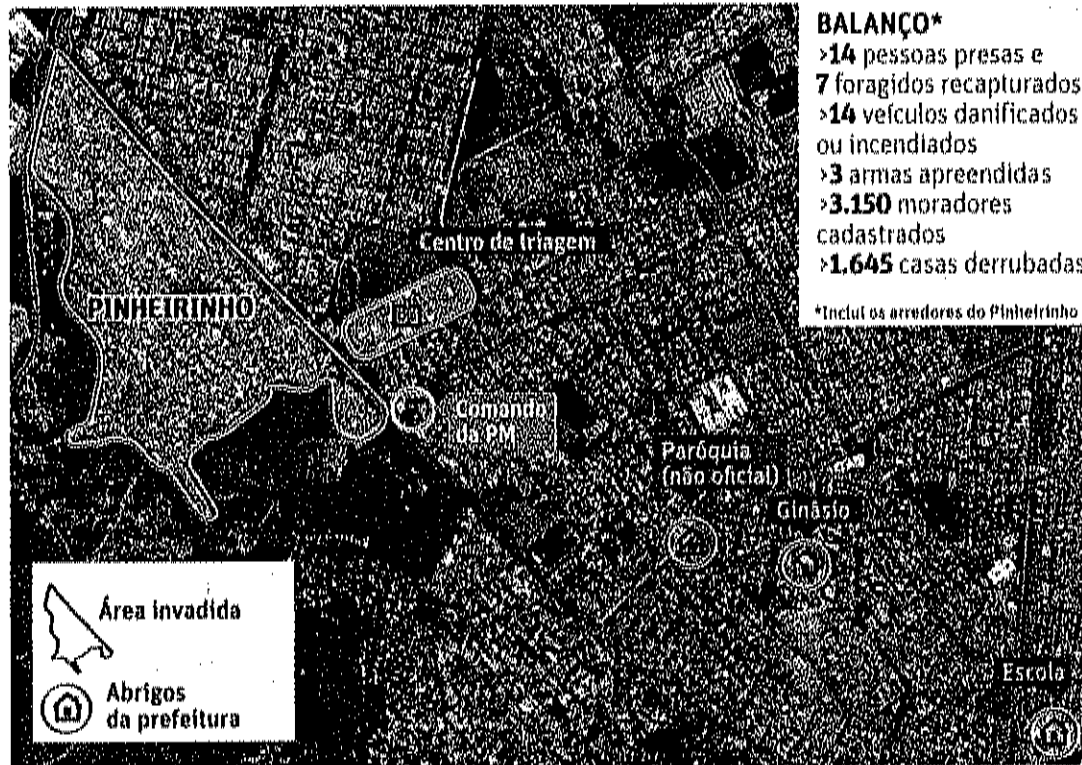 BALANÇO*
>14 pessoas presas e
7 foragidos recapturados
>14 veículos danificados
ou incendiados
>3 armas apreendidas
>3.150 moradores
cadastrados
>1.645 casas derrubadas
*Inclui os arredores do Pinheirinho
Centro de triagem
PINHEIRINHO
Comando
da PM
Paróquia
(não oficial)
Ginásio
Escola
Área invadida
Abrigos
da prefeitura